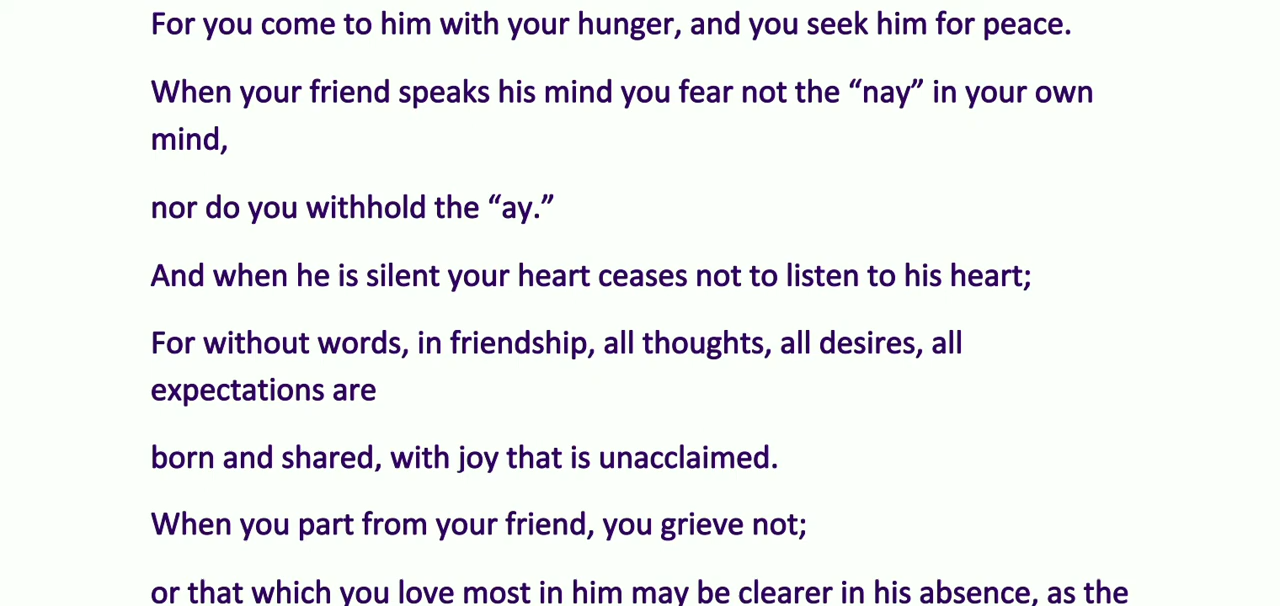 For you come to him with your hunger, and you seek him for peace.
When your friend speaks his mind you fear not the “nay” in your own
mind,
nor do you withhold the “ay.”
And when he is silent your heart ceases not to listen to his heart;
For without words, in friendship, all thoughts, all desires, all
expectations are
born and shared, with joy that is unacclaimed.
When you part from your friend, you grieve not;
or that which you love most in him may be clearer in his absence, as the